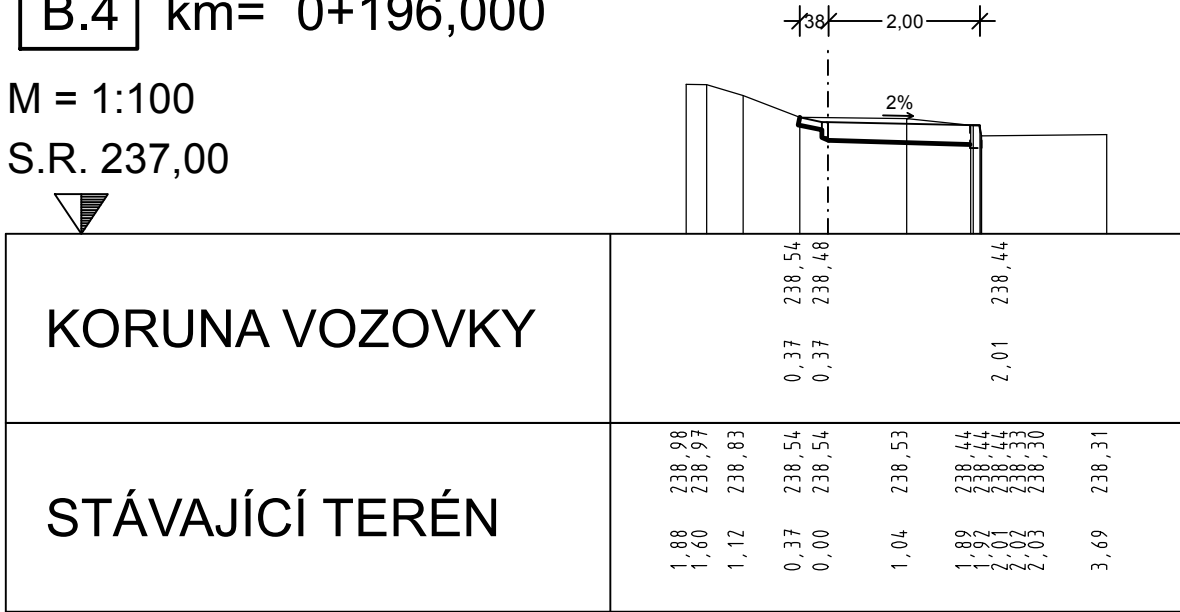 B.4 km= 0+196,000
38 2,00
M = 1:100
2%
S.R. 237,00
KORUNA VOZOVKY
238,54 238,48 238,44
0,37 0,37 2,01
STÁVAJÍCÍ TERÉN
238,98 238,97 238,83 238,54 238,54 238,53 238,44 238,44 238,44 238,33 238,30 238,31
1,88 1,60 1,12 0,37 0,00 1,04 1,89 1,92 2,01 2,02 2,03 3,69